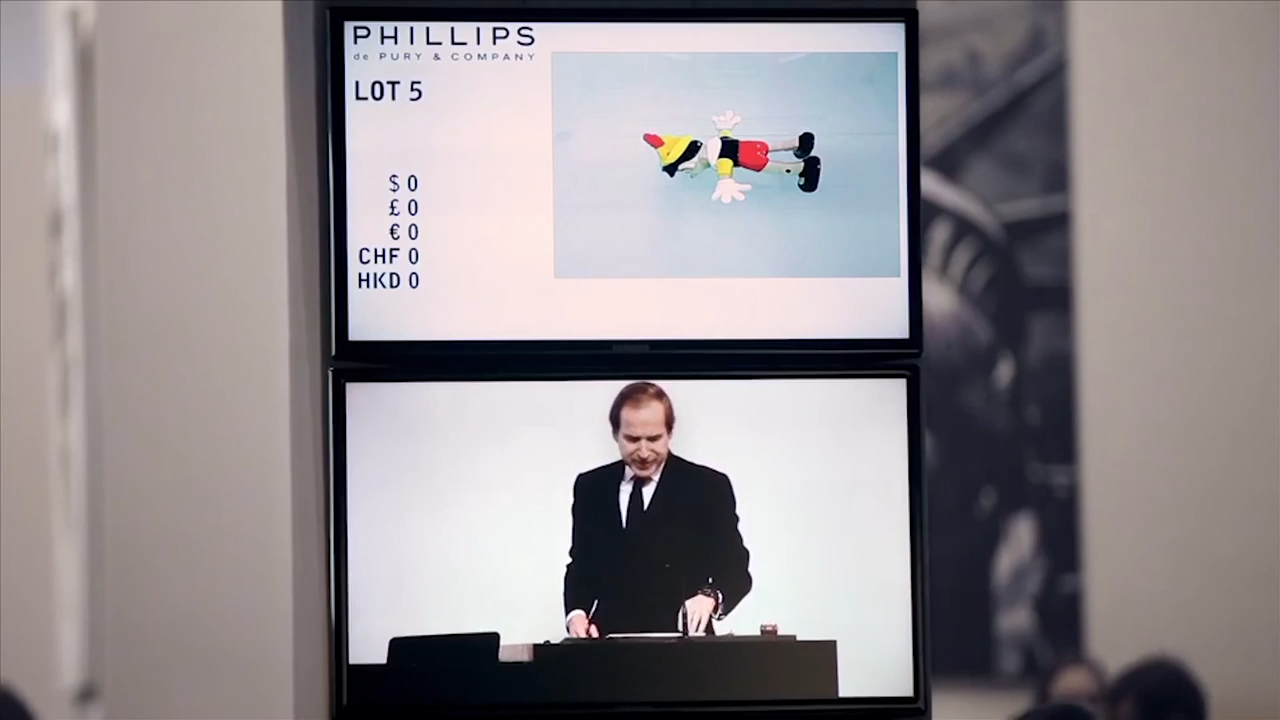 PHILLIPS
de PURY & COMPANY
LOT 5
$ 0
£ 0
€ 0
CHF 0
HKD 0